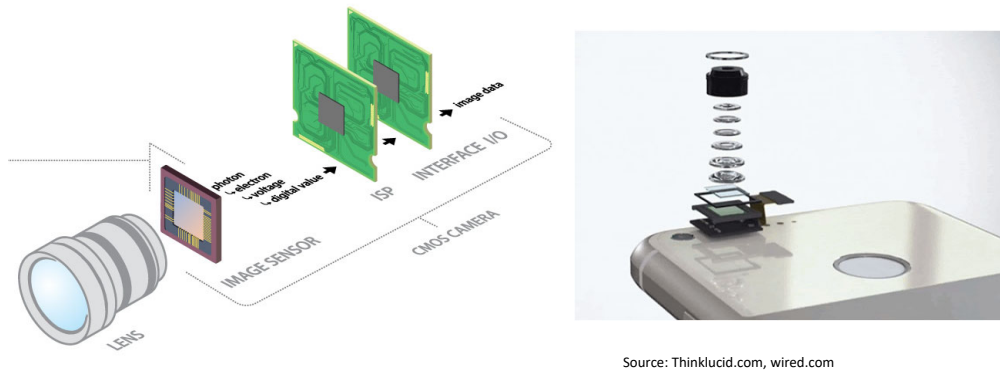 photon
↳ electron
↳ voltage
↳ digital value
image data
ISP
INTERFACE I/O
IMAGE SENSOR
CMOS CAMERA
LENS
Source: Thinklucid.com, wired.com